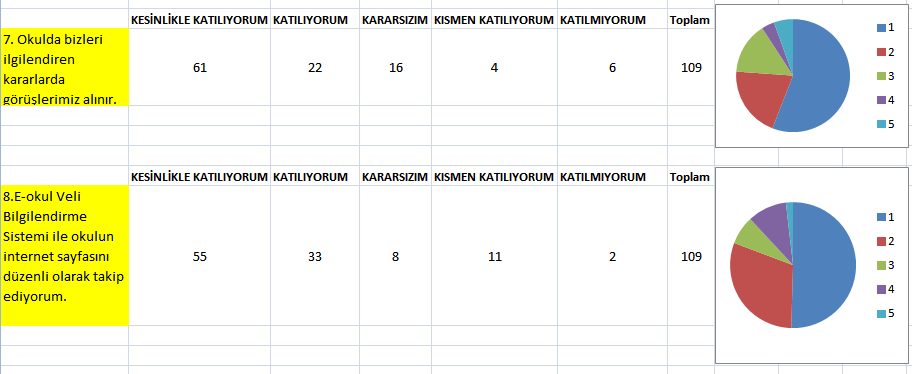 KESİNLİKLE KATILIYORUM KATILIYORUM KARARSIZIM KISMEN KATILIYORUM KATILMIYORUM Toplam
7. Okulda bizleri
ilgilendiren
kararlarda
görüşlerimiz alınır.
61 22 16 4 6 109
1
2
3
4
5
KESİNLİKLE KATILIYORUM KATILIYORUM KARARSIZIM KISMEN KATILIYORUM KATILMIYORUM Toplam
8.E-okul Veli
Bilgilendirme
Sistemi ile okulun
internet sayfasını
düzenli olarak takip
ediyorum.
55 33 8 11 2 109
1
2
3
4
5